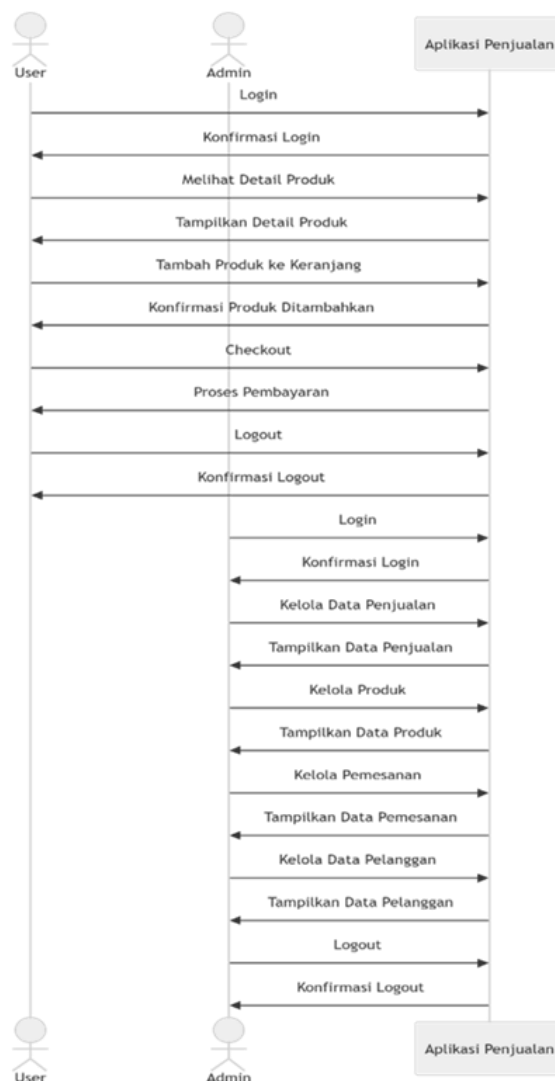 Aplikasi Penjualan
User
Admin
Login
Konfirmasi Login
Melihat Detail Produk
Tampilkan Detail Produk
Tambah Produk ke Keranjang
Konfirmasi Produk Ditambahkan
Checkout
Proses Pembayaran
Logout
Konfirmasi Logout
Login
Konfirmasi Login
Kelola Data Penjualan
Tampilkan Data Penjualan
Kelola Produk
Tampilkan Data Produk
Kelola Pemesanan
Tampilkan Data Pemesanan
Kelola Data Pelanggan
Tampilkan Data Pelanggan
Logout
Konfirmasi Logout
Aplikasi Penjualan
User
Admin